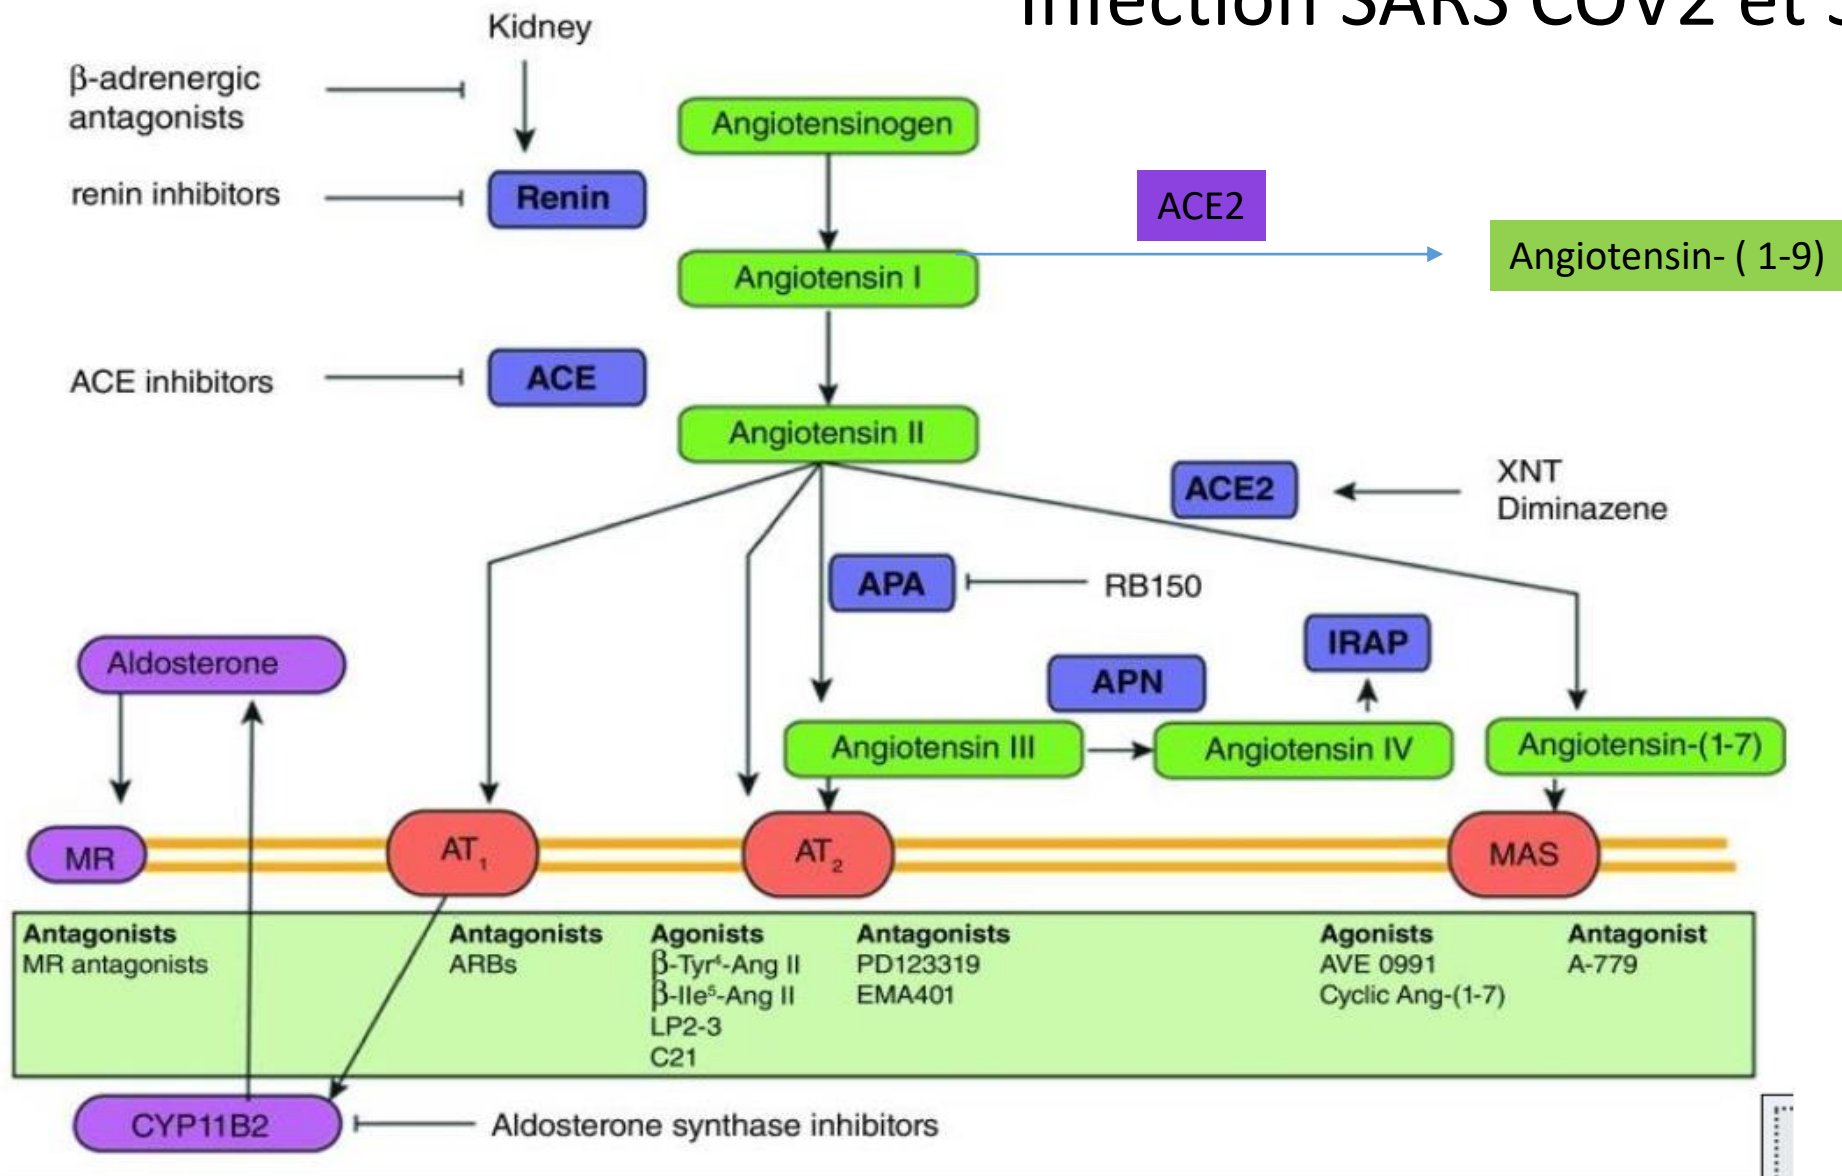 Infection SARS COV2 et
Kidney
β-adrenergic
antagonists
Angiotensinogen
renin inhibitors
Renin
ACE2
Angiotensin- ( 1-9)
Angiotensin I
ACE inhibitors
ACE
Angiotensin II
ACE2
XNT
Diminazene
APA
RB150
IRAP
Aldosterone
APN
Angiotensin III
Angiotensin IV
Angiotensin-(1-7)
MR
AT₁
AT₂
MAS
Antagonists
MR antagonists
Antagonists
ARBs
Agonists
β-Tyr⁴-Ang II
β-Ile⁵-Ang II
LP2-3
C21
Antagonists
PD123319
EMA401
Agonists
AVE 0991
Cyclic Ang-(1-7)
Antagonist
A-779
CYP11B2
Aldosterone synthase inhibitors